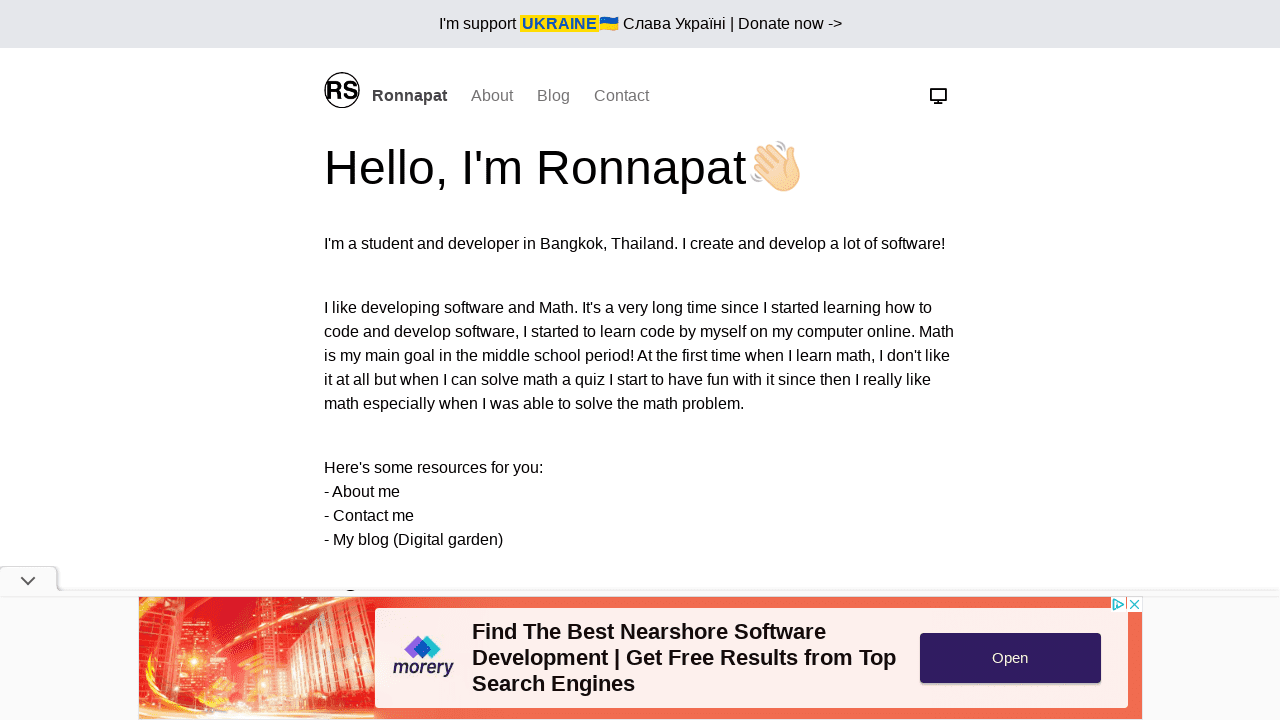 I'm support UKRAINE🇺🇦 Слава Україні | Donate now ->
RS Ronnapat About Blog Contact
Hello, I'm Ronnapat👋🏻
I'm a student and developer in Bangkok, Thailand. I create and develop a lot of software!
I like developing software and Math. It's a very long time since I started learning how to
code and develop software, I started to learn code by myself on my computer online. Math
is my main goal in the middle school period! At the first time when I learn math, I don't like
it at all but when I can solve math a quiz I start to have fun with it since then I really like
math especially when I was able to solve the math problem.
Here's some resources for you:
- About me
- Contact me
- My blog (Digital garden)
morery
Find The Best Nearshore Software
Development | Get Free Results from Top
Search Engines
Open